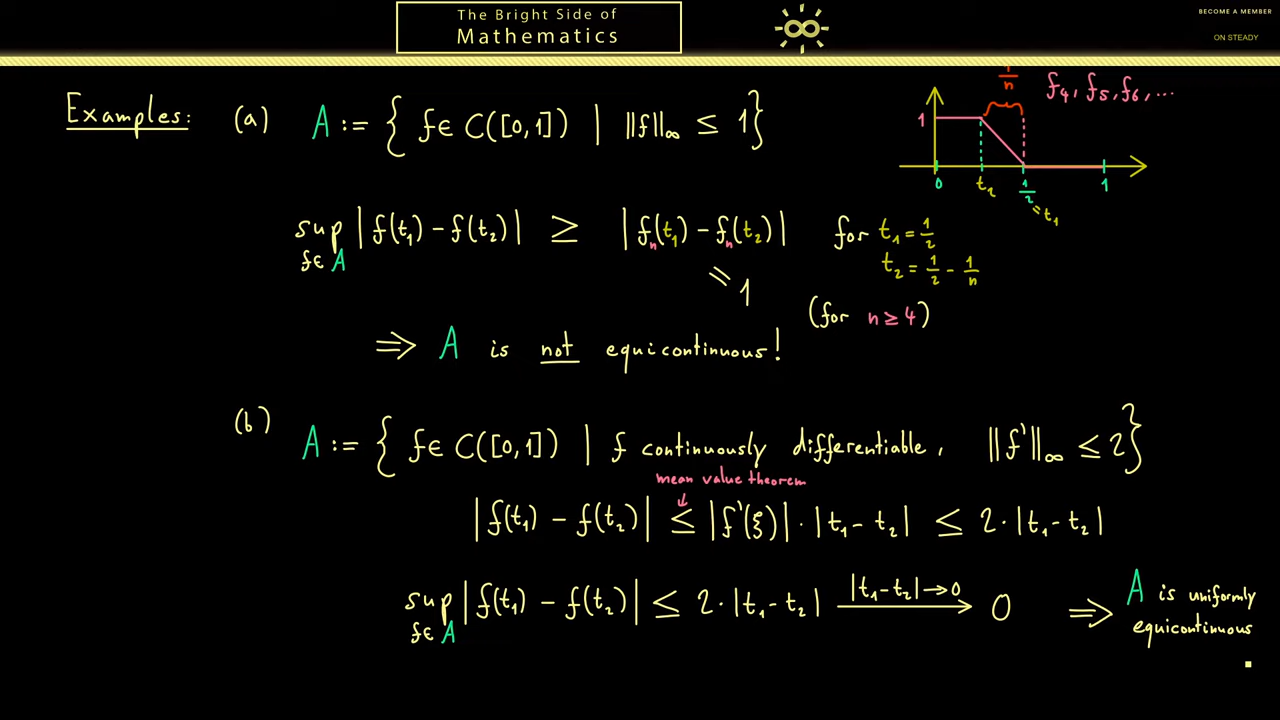 The Bright Side of
Mathematics
BECOME A MEMBER
ON STEADY
Examples: (a) A := { f∈ C([0,1]) | ‖f‖∞ ≤ 1}
1/n
f₄, f₅, f₆, ...
1
0 t₂ 1/2 = t₁ 1
sup f∈A |f(t₁) − f(t₂)| ≥ |fₙ(t₁) − fₙ(t₂)| for t₁ = 1/2
t₂ = 1/2 − 1/n
= 1
(for n ≥ 4)
⇒ A is not equicontinuous!
(b) A := { f∈ C([0,1]) | f continuously differentiable, ‖f'‖∞ ≤ 2}
mean value theorem
↓
|f(t₁) − f(t₂)| ≤ |f'(ξ)| · |t₁ − t₂| ≤ 2 · |t₁ − t₂|
sup f∈A |f(t₁) − f(t₂)| ≤ 2 · |t₁ − t₂| |t₁−t₂|→0 ⟶ 0 ⇒ A is uniformly
equicontinuous